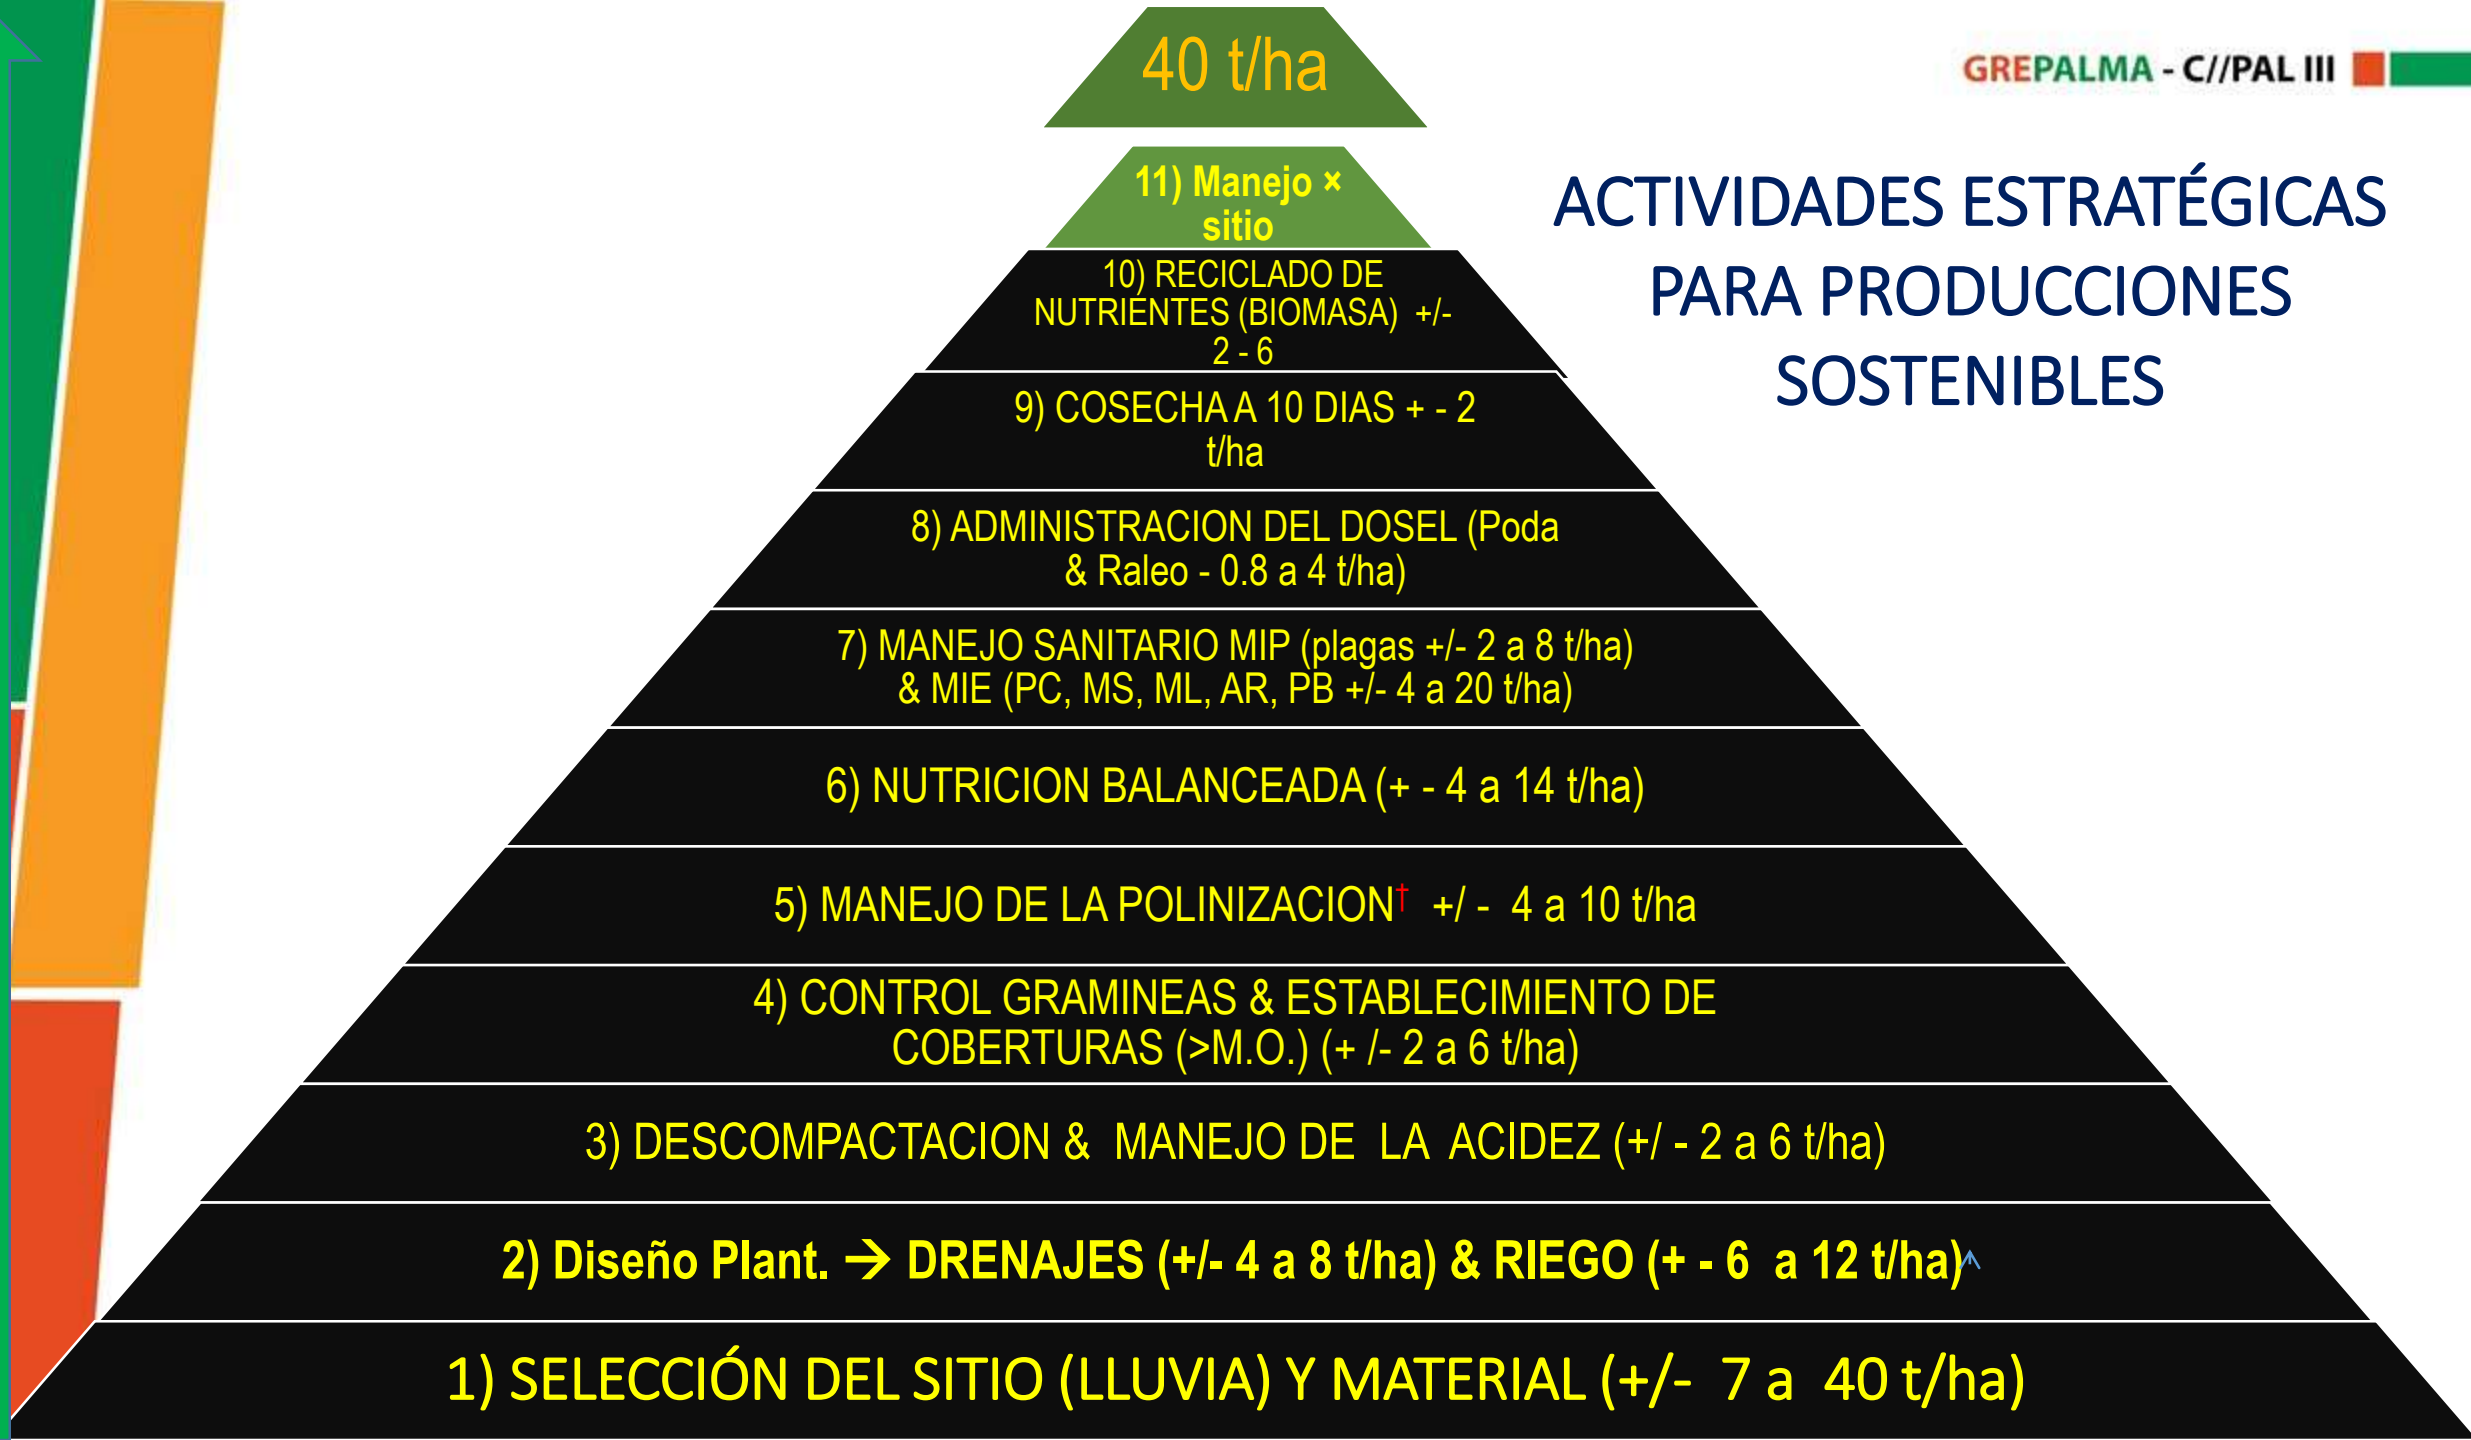 40 t/ha
GREPALMA - C//PAL III
11) Manejo ×
sitio
ACTIVIDADES ESTRATÉGICAS
PARA PRODUCCIONES
SOSTENIBLES
10) RECICLADO DE
NUTRIENTES (BIOMASA) +/-
2 - 6
9) COSECHA A 10 DIAS + - 2
t/ha
8) ADMINISTRACION DEL DOSEL (Poda
& Raleo - 0.8 a 4 t/ha)
7) MANEJO SANITARIO MIP (plagas +/- 2 a 8 t/ha)
& MIE (PC, MS, ML, AR, PB +/- 4 a 20 t/ha)
6) NUTRICION BALANCEADA (+ - 4 a 14 t/ha)
5) MANEJO DE LA POLINIZACION† +/ - 4 a 10 t/ha
4) CONTROL GRAMINEAS & ESTABLECIMIENTO DE
COBERTURAS (>M.O.) (+ /- 2 a 6 t/ha)
3) DESCOMPACTACION & MANEJO DE LA ACIDEZ (+/ - 2 a 6 t/ha)
2) Diseño Plant. → DRENAJES (+/- 4 a 8 t/ha) & RIEGO (+ - 6 a 12 t/ha)^
1) SELECCIÓN DEL SITIO (LLUVIA) Y MATERIAL (+/- 7 a 40 t/ha)